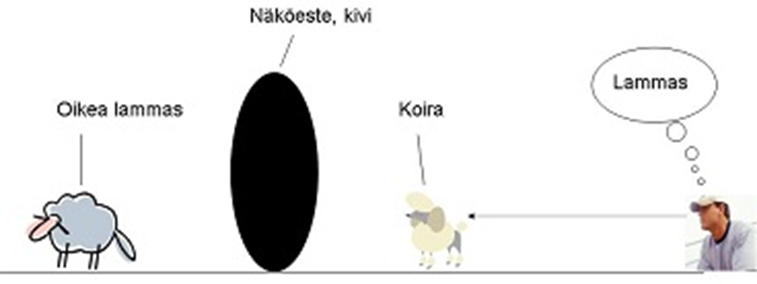 Näköeste, kivi
Oikea lammas
Koira
Lammas